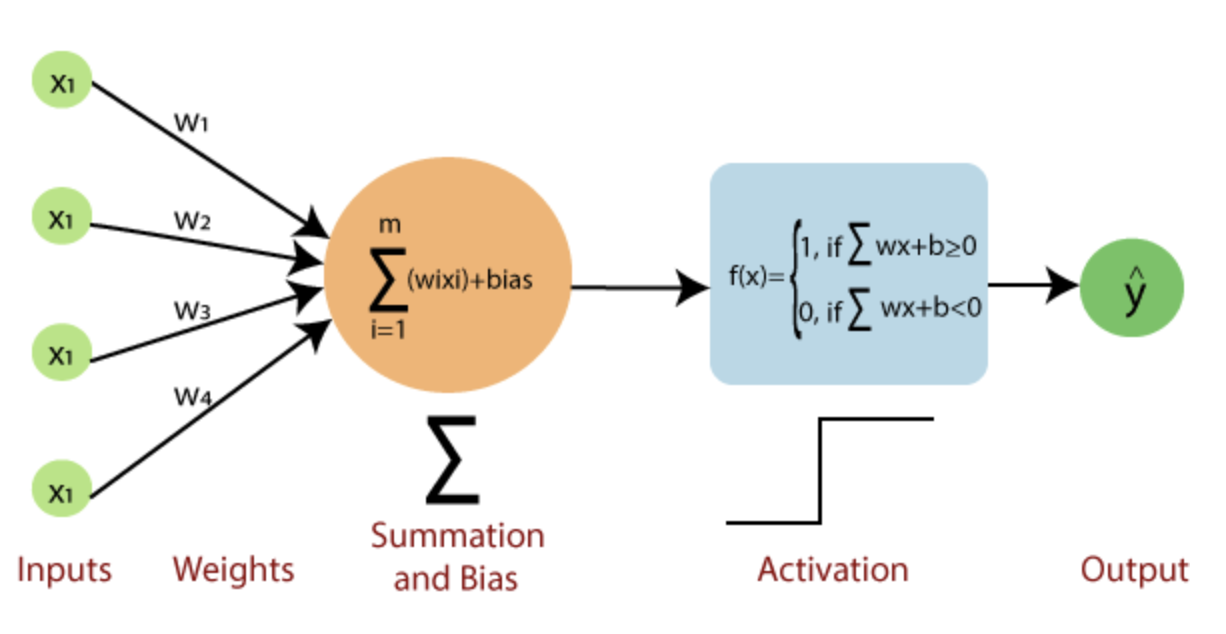 x1
x1
x1
x1
W1
W2
W3
W4
m
∑(wixi)+bias
i=1
∑
f(x)={
1, if ∑ wx+b≥0
0, if ∑ wx+b<0
ŷ
Inputs
Weights
Summation
and Bias
Activation
Output